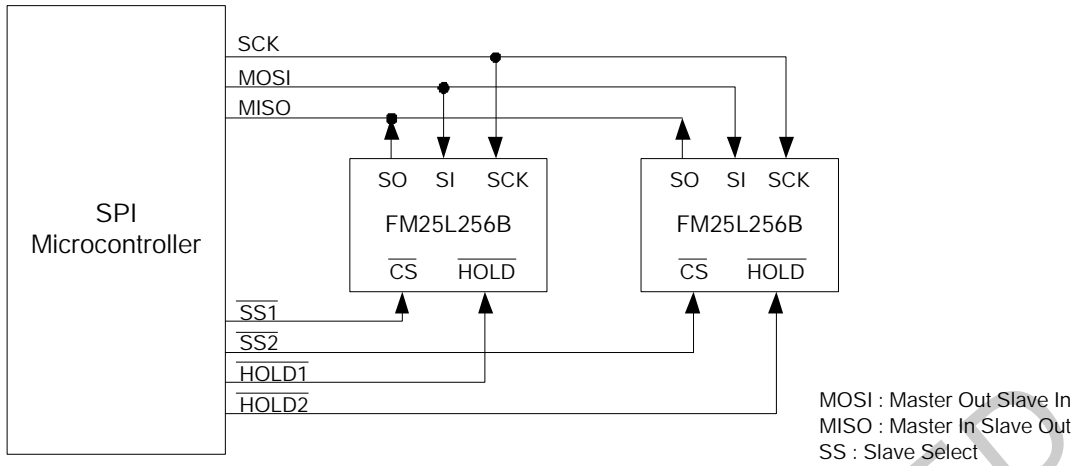 SCK
MOSI
MISO
SO SI SCK
FM25L256B
CS HOLD
SO SI SCK
FM25L256B
CS HOLD
SPI
Microcontroller
SS1
SS2
HOLD1
HOLD2
MOSI : Master Out Slave In
MISO : Master In Slave Out
SS : Slave Select